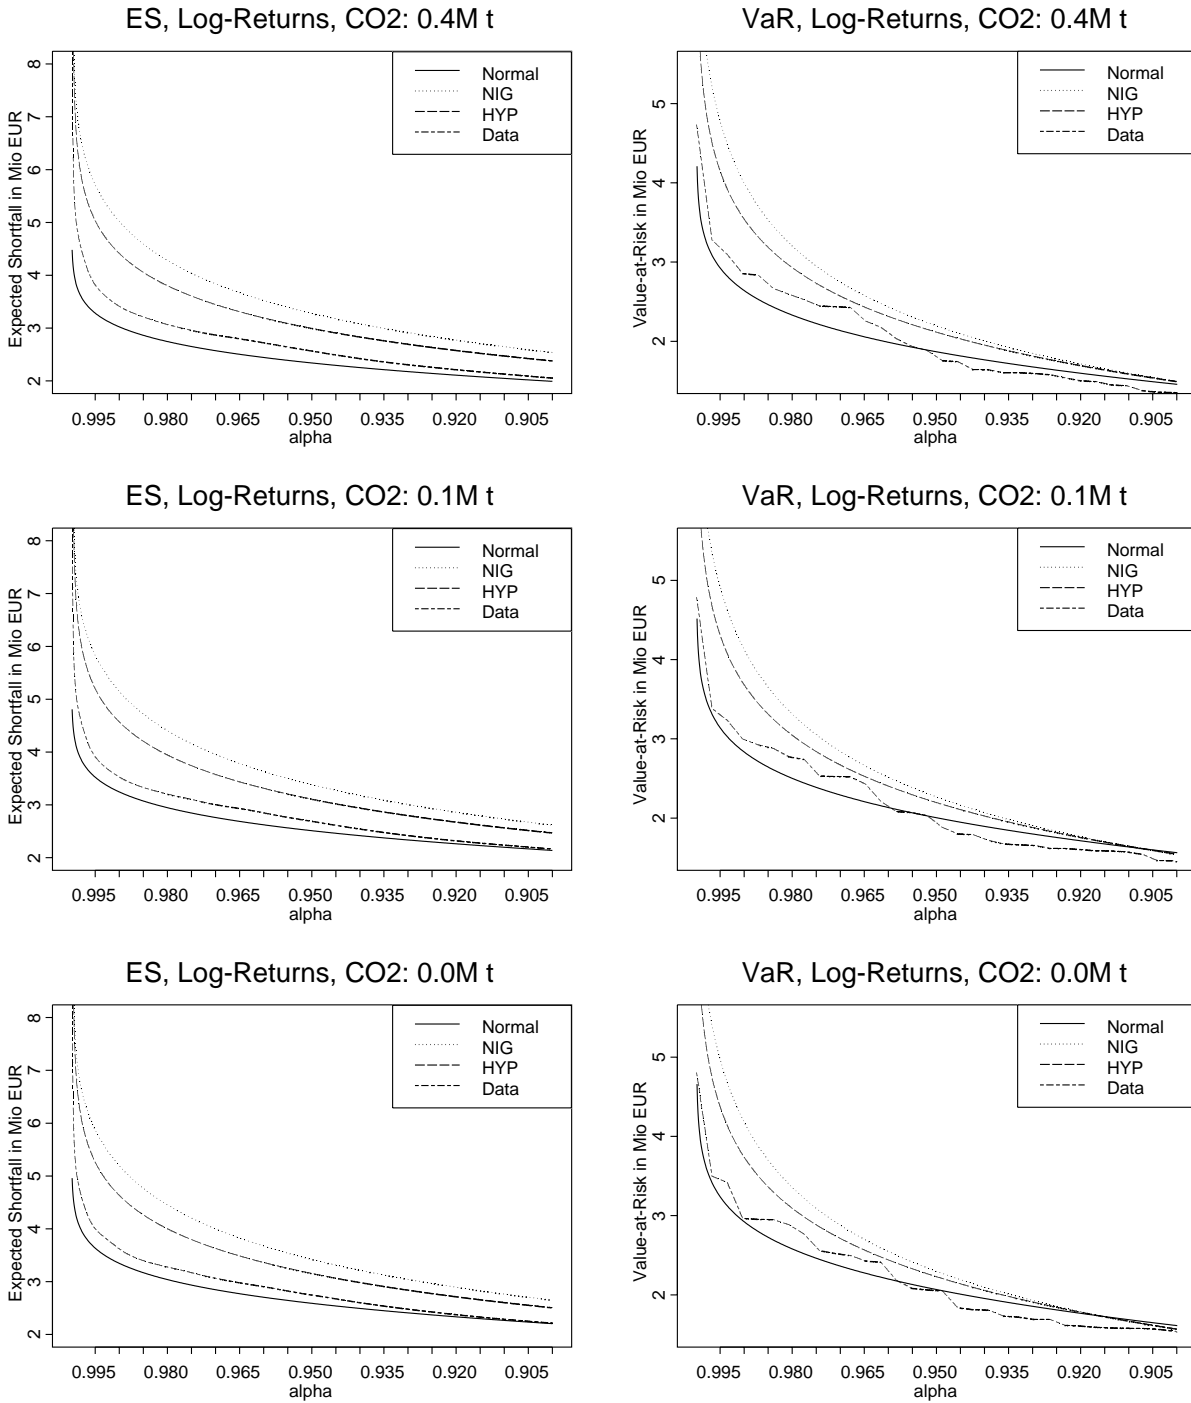 ES, Log-Returns, CO2: 0.4M t
Expected Shortfall in Mio EUR
8
7
6
5
4
3
2
Normal
NIG
HYP
Data
0.995 0.980 0.965 0.950 0.935 0.920 0.905
alpha
VaR, Log-Returns, CO2: 0.4M t
Value-at-Risk in Mio EUR
5
4
3
2
Normal
NIG
HYP
Data
0.995 0.980 0.965 0.950 0.935 0.920 0.905
alpha
ES, Log-Returns, CO2: 0.1M t
Expected Shortfall in Mio EUR
8
7
6
5
4
3
2
Normal
NIG
HYP
Data
0.995 0.980 0.965 0.950 0.935 0.920 0.905
alpha
VaR, Log-Returns, CO2: 0.1M t
Value-at-Risk in Mio EUR
5
4
3
2
Normal
NIG
HYP
Data
0.995 0.980 0.965 0.950 0.935 0.920 0.905
alpha
ES, Log-Returns, CO2: 0.0M t
Expected Shortfall in Mio EUR
8
7
6
5
4
3
2
Normal
NIG
HYP
Data
0.995 0.980 0.965 0.950 0.935 0.920 0.905
alpha
VaR, Log-Returns, CO2: 0.0M t
Value-at-Risk in Mio EUR
5
4
3
2
Normal
NIG
HYP
Data
0.995 0.980 0.965 0.950 0.935 0.920 0.905
alpha